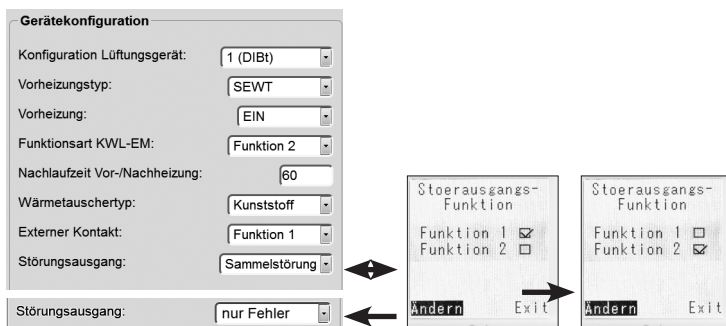 Gerätekonfiguration
Konfiguration Lüftungsgerät: 1 (DIBt)
Vorheizungstyp: SEWT
Vorheizung: EIN
Funktionsart KWL-EM: Funktion 2
Nachlaufzeit Vor-/Nachheizung: 60
Wärmetauschertyp: Kunststoff
Externer Kontakt: Funktion 1
Störungsausgang: Sammelstörung
Störungsausgang: nur Fehler
Stoerausgangs-
Funktion
Funktion 1
Funktion 2
Ändern Exit
Stoerausgangs-
Funktion
Funktion 1
Funktion 2
Ändern Exit